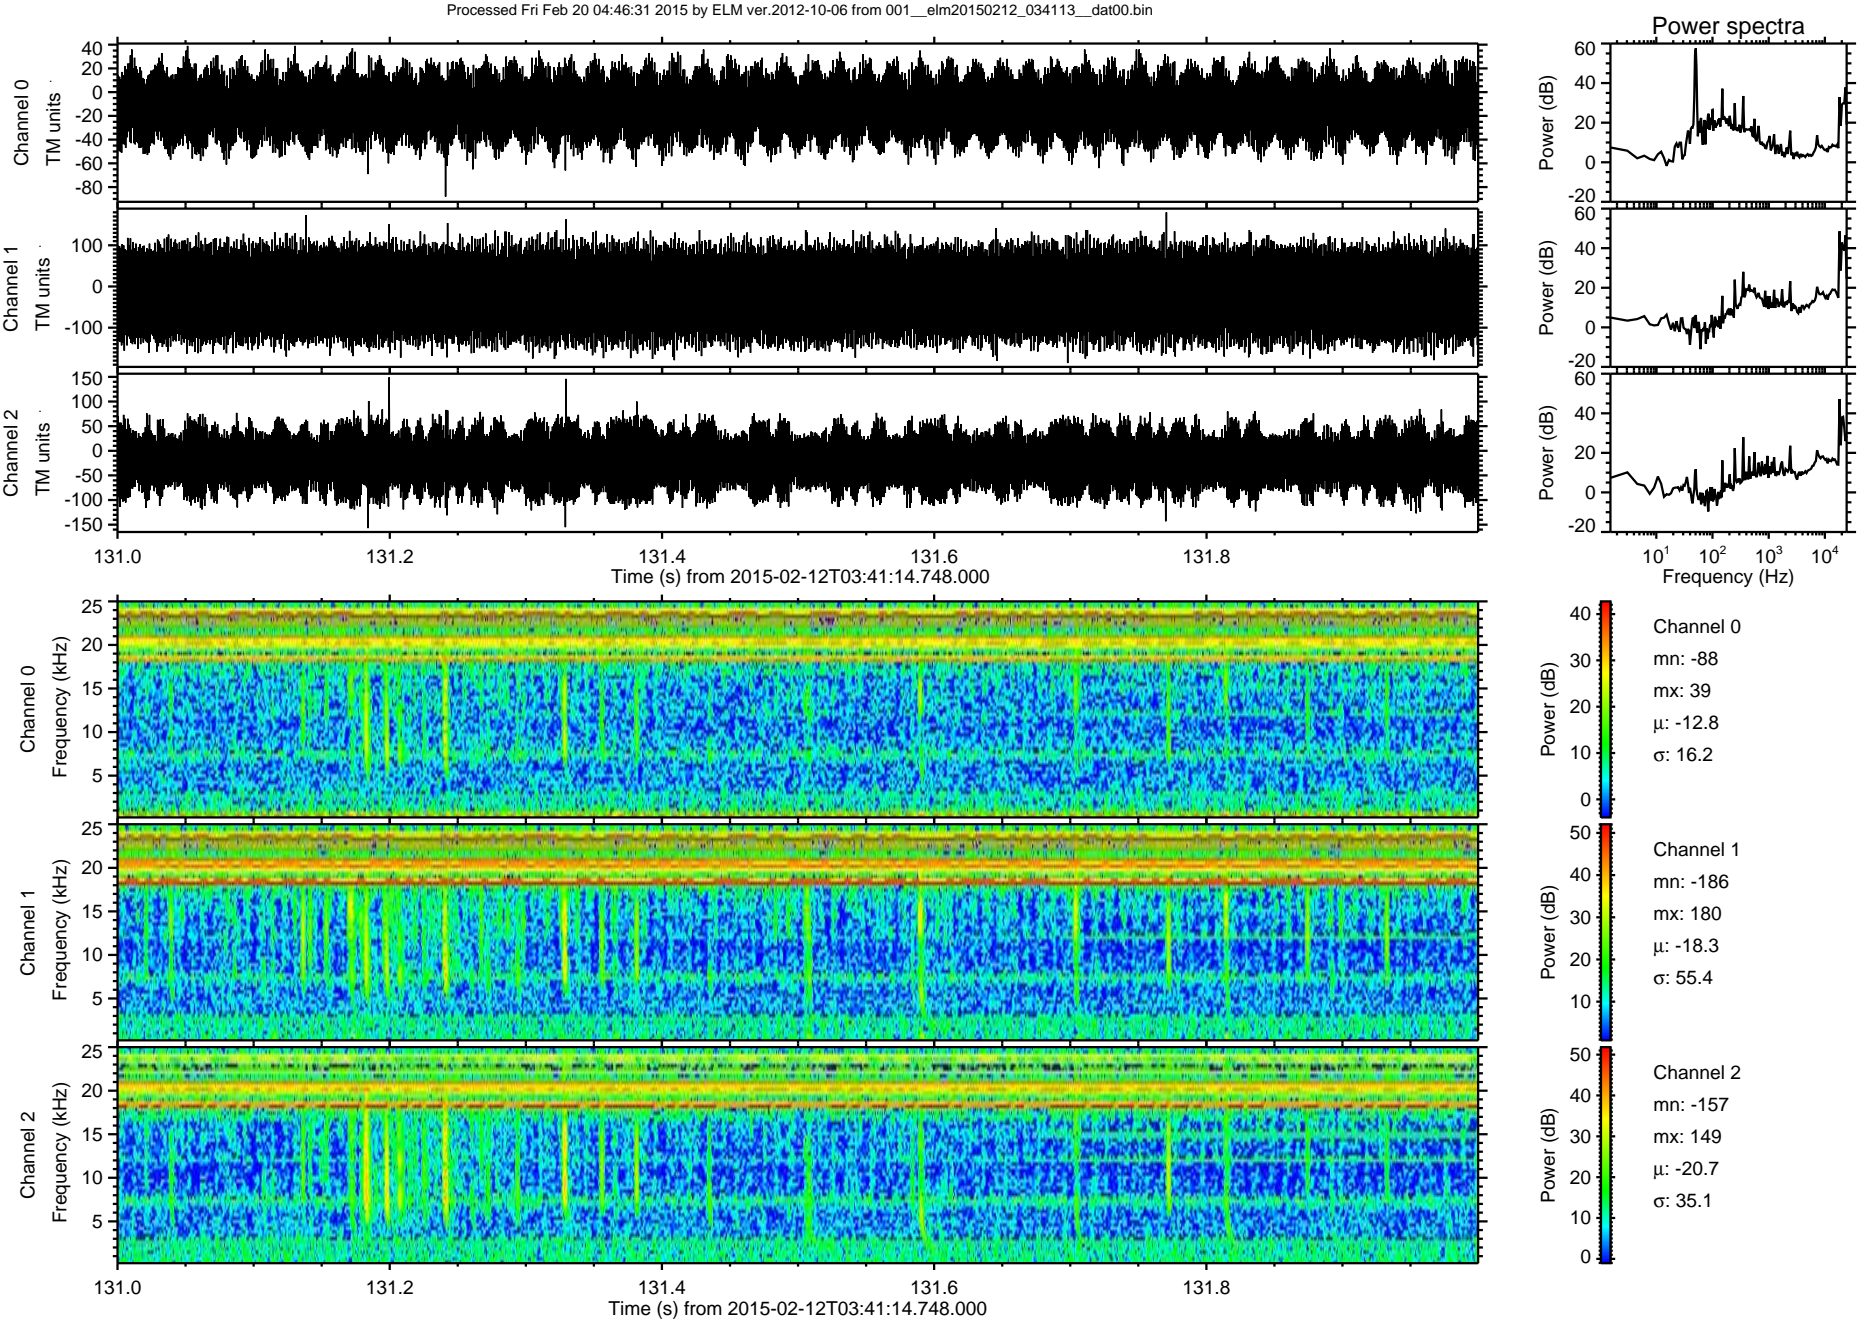 Processed Fri Feb 20 04:46:31 2015 by ELM ver.2012-10-06 from 001__elm20150212_034113__dat00.bin
Power spectra
Channel 0
TM units
40
20
0
-20
-40
-60
-80
Power (dB)
60
40
20
0
-20
Channel 1
TM units
100
0
-100
Power (dB)
60
40
20
0
-20
Channel 2
TM units
150
100
50
0
-50
-100
-150
Power (dB)
60
40
20
0
-20
131.0 131.2 131.4 131.6 131.8
Time (s) from 2015-02-12T03:41:14.748.000
10¹ 10² 10³ 10⁴
Frequency (Hz)
Channel 0
Frequency (kHz)
25
20
15
10
5
Power (dB)
40
30
20
10
0
Channel 0
mn: -88
mx: 39
μ: -12.8
σ: 16.2
Channel 1
Frequency (kHz)
25
20
15
10
5
Power (dB)
50
40
30
20
10
Channel 1
mn: -186
mx: 180
μ: -18.3
σ: 55.4
Channel 2
Frequency (kHz)
25
20
15
10
5
Power (dB)
50
40
30
20
10
0
Channel 2
mn: -157
mx: 149
μ: -20.7
σ: 35.1
131.0 131.2 131.4 131.6 131.8
Time (s) from 2015-02-12T03:41:14.748.000